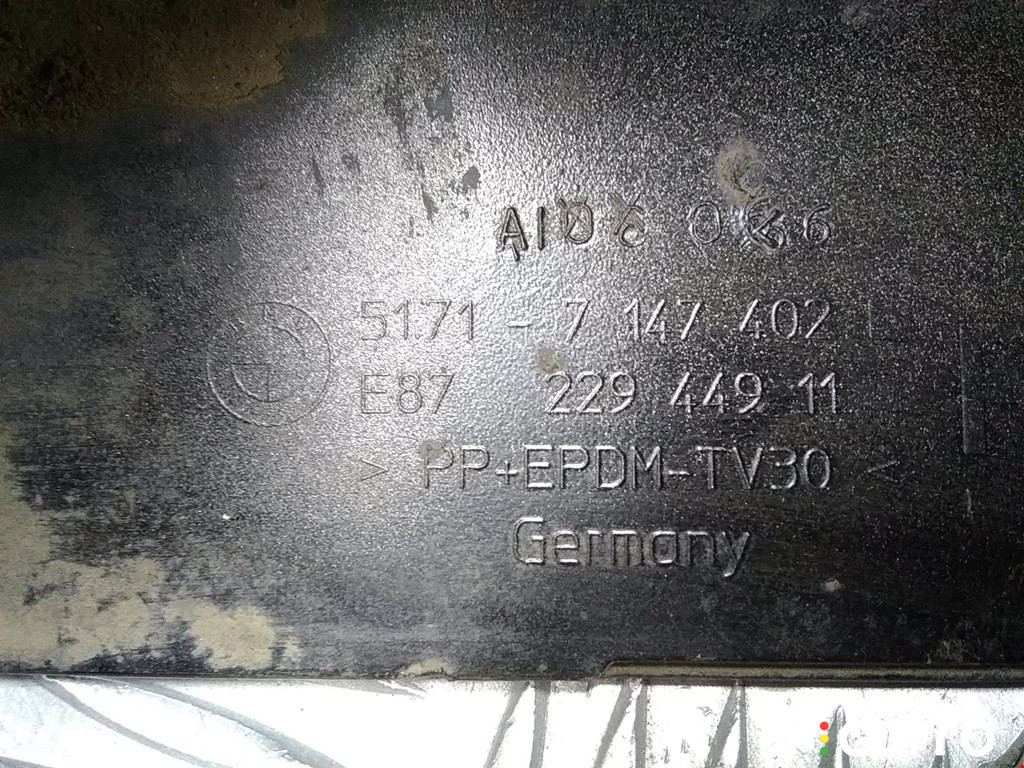 5171 - 7 147 402 L
E87 229 449 11
> PP+EPDM-TV30 <
Germany